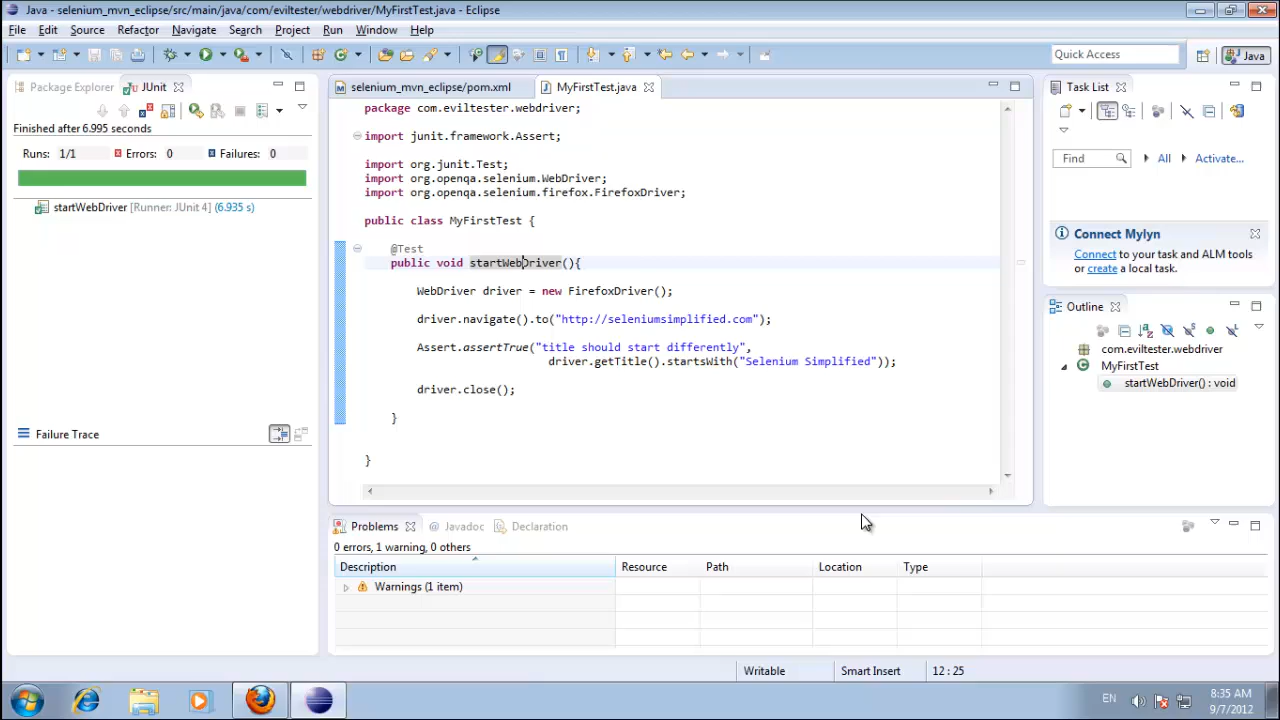 Java - selenium_mvn_eclipse/src/main/java/com/eviltester/webdriver/MyFirstTest.java - Eclipse
File Edit Source Refactor Navigate Search Project Run Window Help
Quick Access
Java
Package Explorer
JUnit
Finished after 6.995 seconds
Runs: 1/1
Errors: 0
Failures: 0
startWebDriver [Runner: JUnit 4] (6.935 s)
Failure Trace
selenium_mvn_eclipse/pom.xml
MyFirstTest.java
package com.eviltester.webdriver;
import junit.framework.Assert;
import org.junit.Test;
import org.openqa.selenium.WebDriver;
import org.openqa.selenium.firefox.FirefoxDriver;
public class MyFirstTest {
@Test
public void startWebDriver(){
WebDriver driver = new FirefoxDriver();
driver.navigate().to("http://seleniumsimplified.com");
Assert.assertTrue("title should start differently",
driver.getTitle().startsWith("Selenium Simplified"));
driver.close();
}
}
Task List
Find
All
Activate...
Connect Mylyn
Connect to your task and ALM tools
or create a local task.
Outline
com.eviltester.webdriver
MyFirstTest
startWebDriver() : void
Problems
@ Javadoc
Declaration
0 errors, 1 warning, 0 others
Description Resource Path Location Type
Warnings (1 item)
Writable
Smart Insert
12 : 25
EN
8:35 AM
9/7/2012